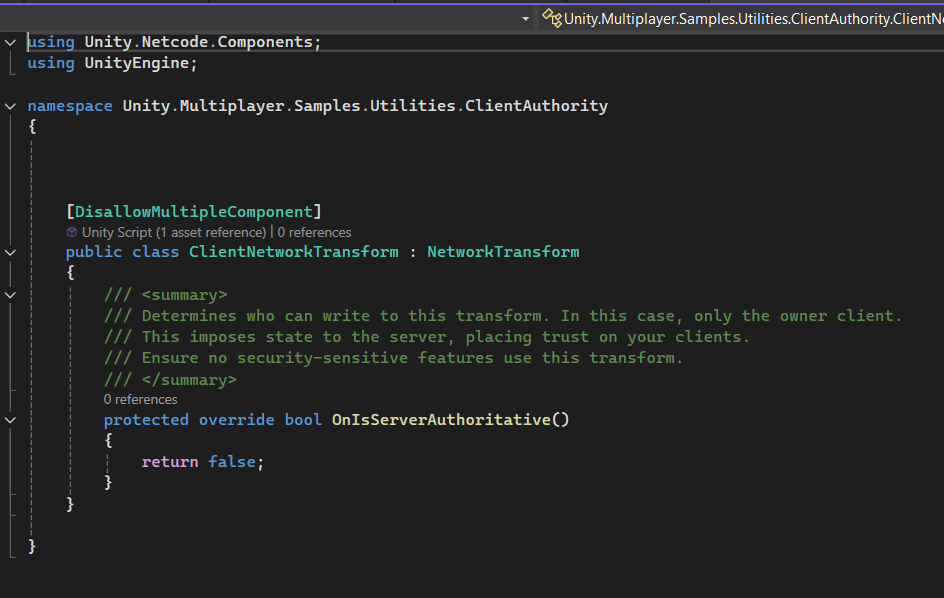 Unity.Multiplayer.Samples.Utilities.ClientAuthority.ClientN
using Unity.Netcode.Components;
using UnityEngine;
namespace Unity.Multiplayer.Samples.Utilities.ClientAuthority
{
[DisallowMultipleComponent]
Unity Script (1 asset reference) | 0 references
public class ClientNetworkTransform : NetworkTransform
{
/// <summary>
/// Determines who can write to this transform. In this case, only the owner client.
/// This imposes state to the server, placing trust on your clients.
/// Ensure no security-sensitive features use this transform.
/// </summary>
0 references
protected override bool OnIsServerAuthoritative()
{
return false;
}
}
}